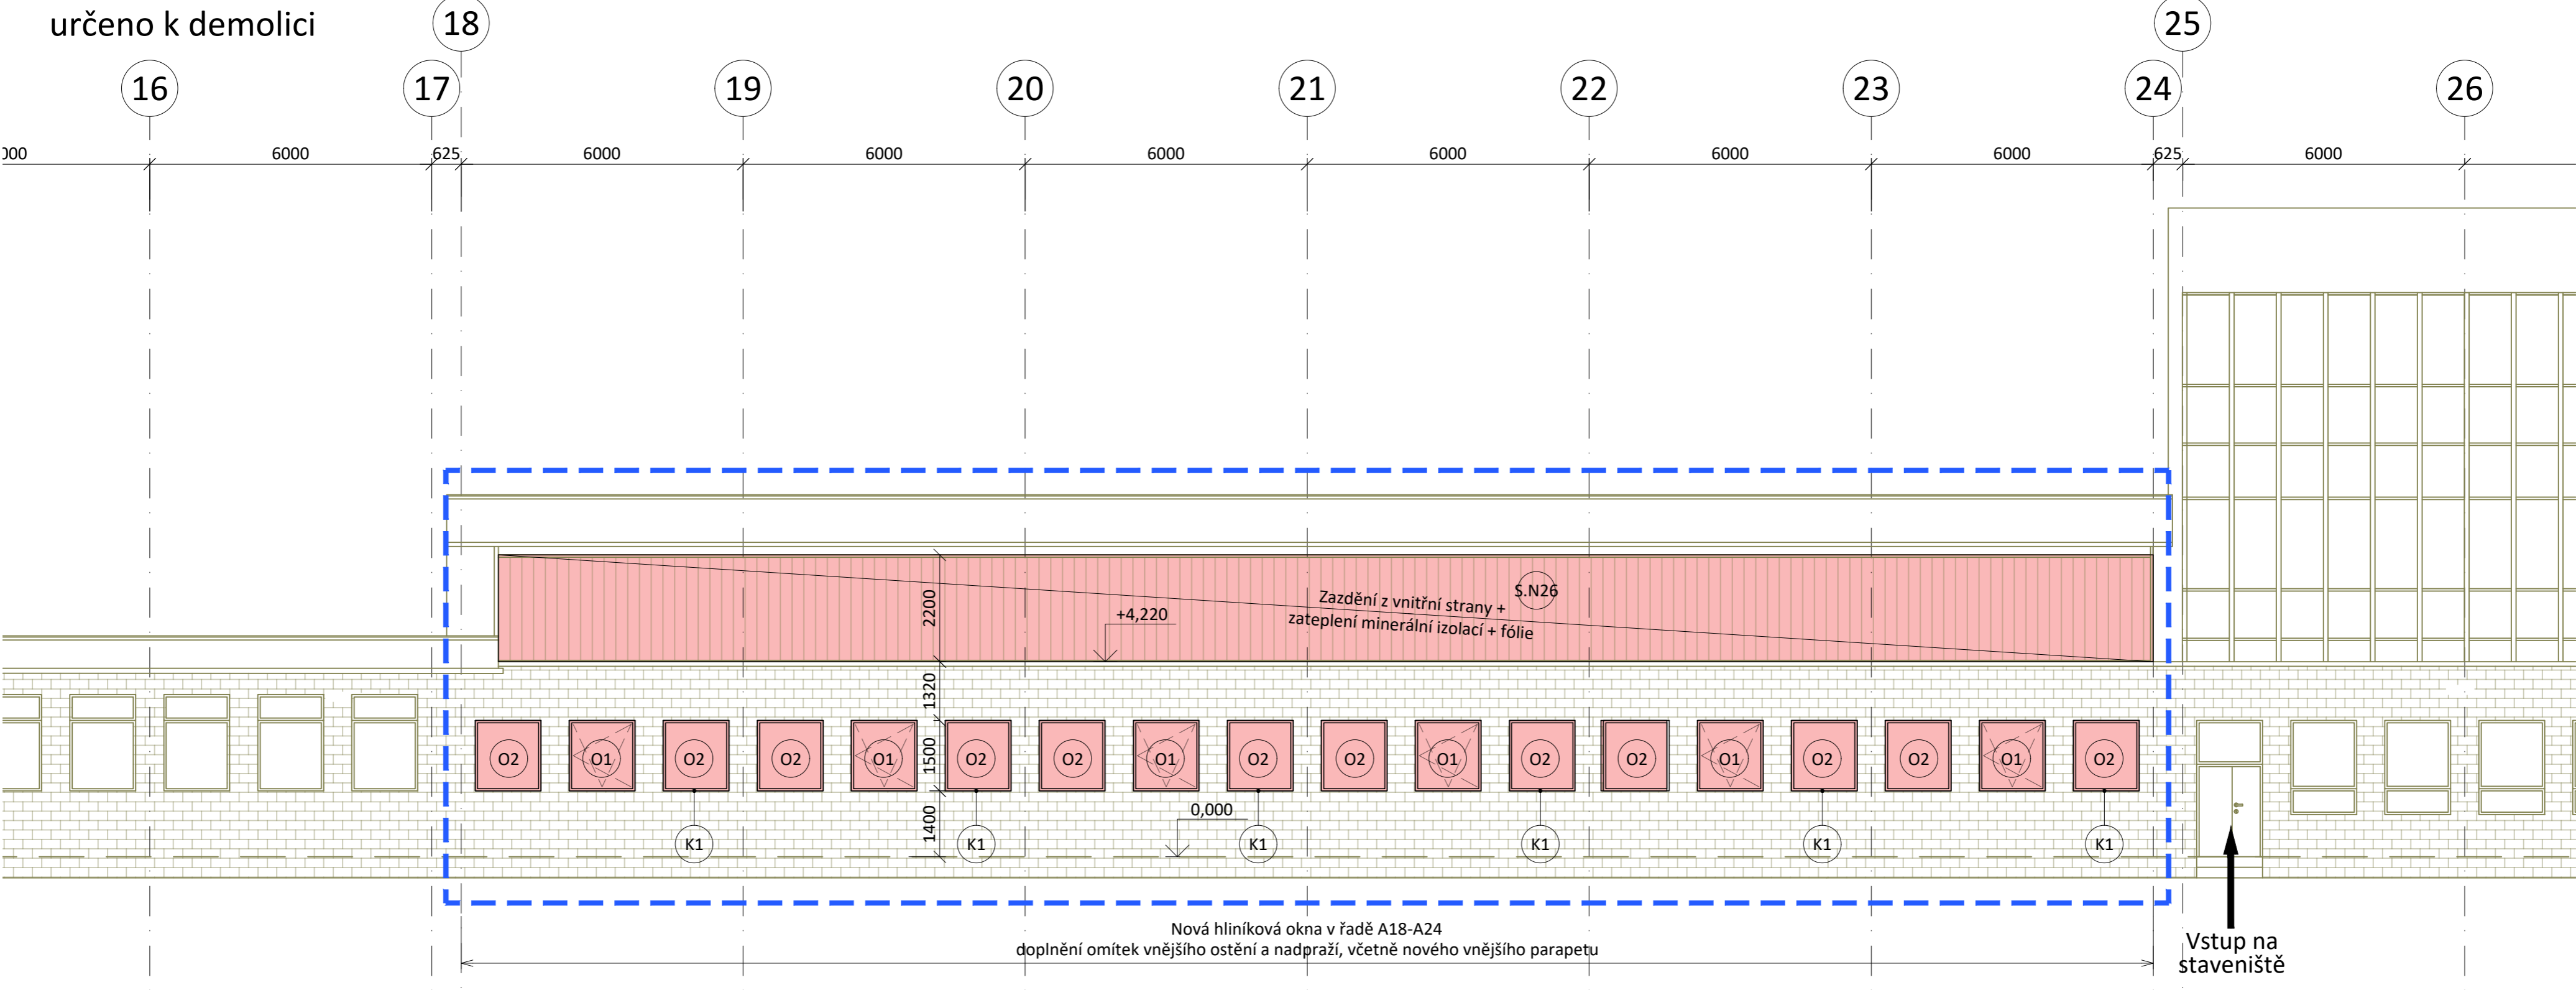 určeno k demolici
18
25
16
17
19
20
21
22
23
24
26
000
6000
625
6000
6000
6000
6000
6000
6000
625
6000
S.N26
Zazdění z vnitřní strany +
zateplení minerální izolací + fólie
+4,220
2200
1320
1500
1400
O2
O1
O2
O2
O1
O2
O2
O1
O2
O2
O1
O2
O2
O1
O2
O2
O1
O2
0,000
K1
K1
K1
K1
K1
K1
Nová hliníková okna v řadě A18-A24
doplnění omítek vnějšího ostění a nadpraží, včetně nového vnějšího parapetu
Vstup na
staveniště